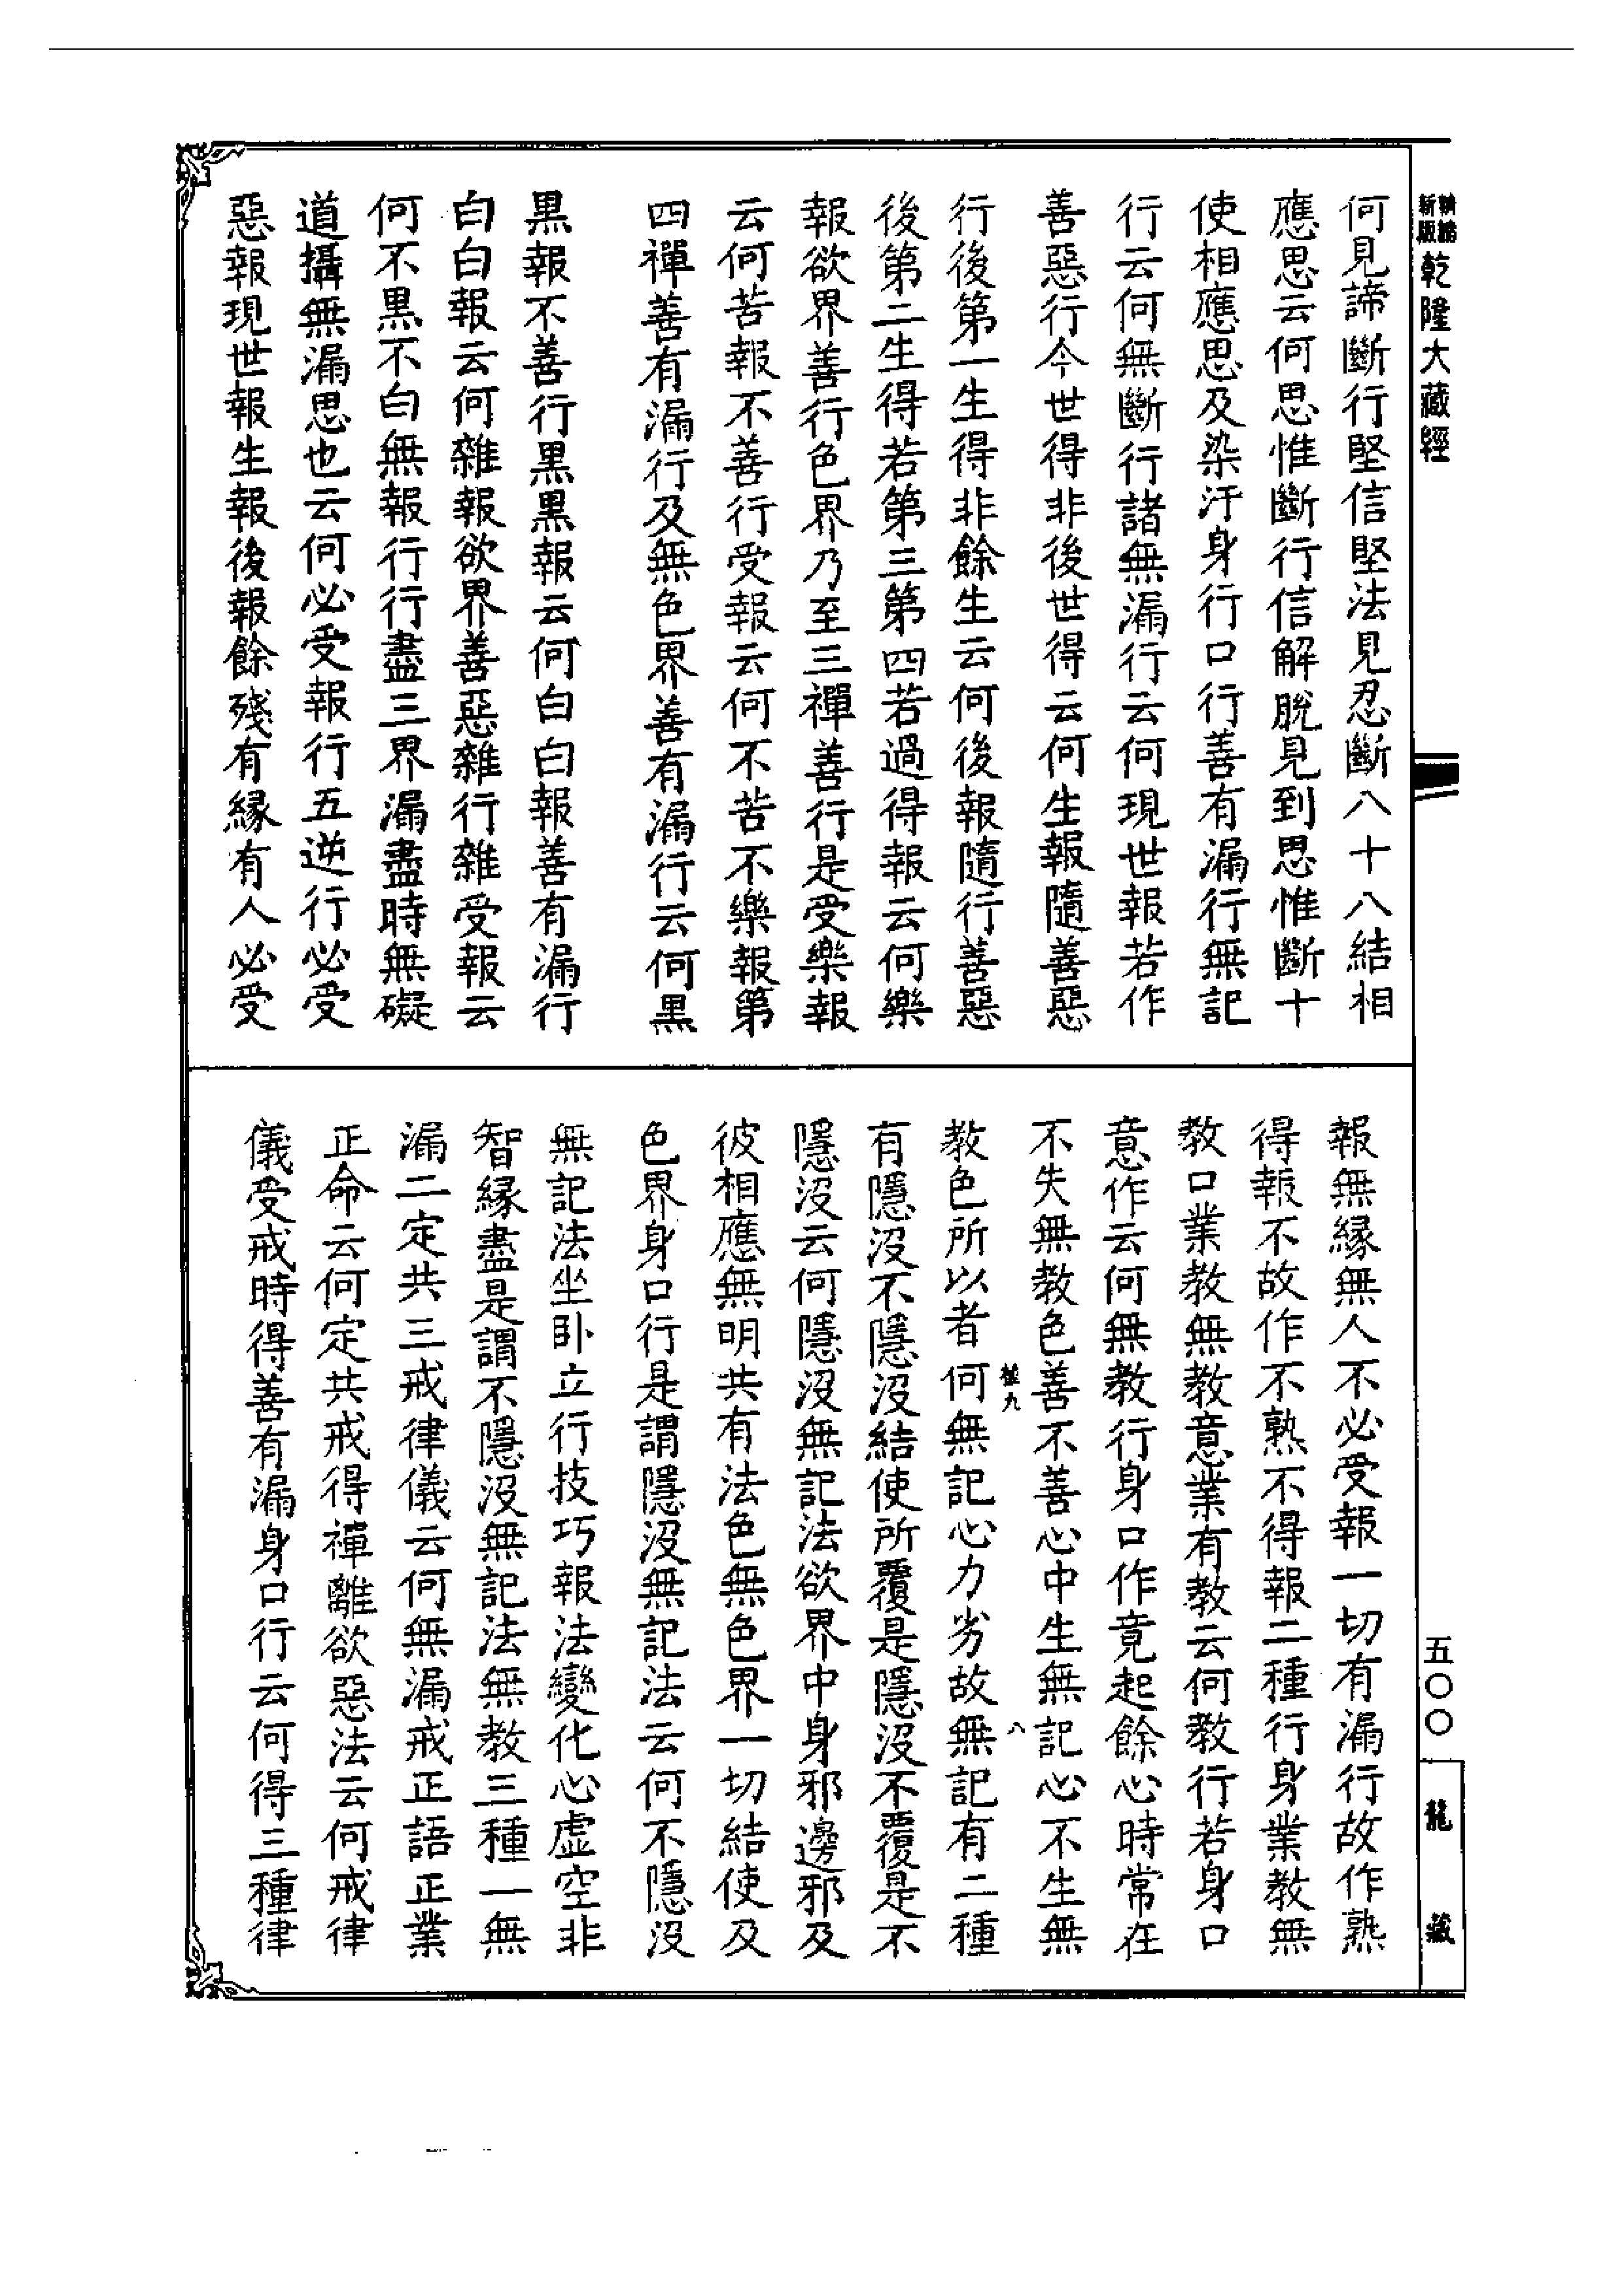 精繕新版乾隆大藏經
何見諦斷行堅信堅法見忍斷八十八結相
應思云何思惟斷行信解脫見到思惟斷十
使相應思及染汙身行口行善有漏行無記
行云何無斷行諸無漏行云何現世報若作
善惡行今世得非後世得云何生報隨善惡
行後第一生得非餘生云何後報隨行善惡
後第二生得若第三第四若過得報云何樂
報欲界善行色界乃至三禪善行是受樂報
云何苦報不善行受報云何不苦不樂報第
四禪善有漏行及無色界善有漏行云何黑
黑報不善行黑黑報云何白白報善有漏行
白白報云何雜報欲界善惡雜行雜受報云
何不黑不白無報行行盡三界漏盡時無礙
道攝無漏思也云何必受報行五逆行必受
惡報現世報生報後報餘殘有緣有人必受
報無緣無人不必受報一切有漏行故作熟
得報不故作不熟不得報二種行身業教無
教口業教無教意業有教云何教行若身口
意作云何無教行身口作竟起餘心時常在
不失無教色善不善心中生無記心不生無
教色所以者何無記心力劣故無記有二種
有隱沒不隱沒結使所覆是隱沒不覆是不
隱沒云何隱沒無記法欲界中身邪邊邪及
彼相應無明共有法色無色界一切結使及
色界身口行是謂隱沒無記法云何不隱沒
無記法坐臥立行技巧報法變化心虛空非
智緣盡是謂不隱沒無記法無教三種一無
漏二定共三戒律儀云何無漏戒正語正業
正命云何定共戒得禪離欲惡法云何戒律
儀受戒時得善有漏身口行云何得三種律
九
八
五〇〇
龍藏